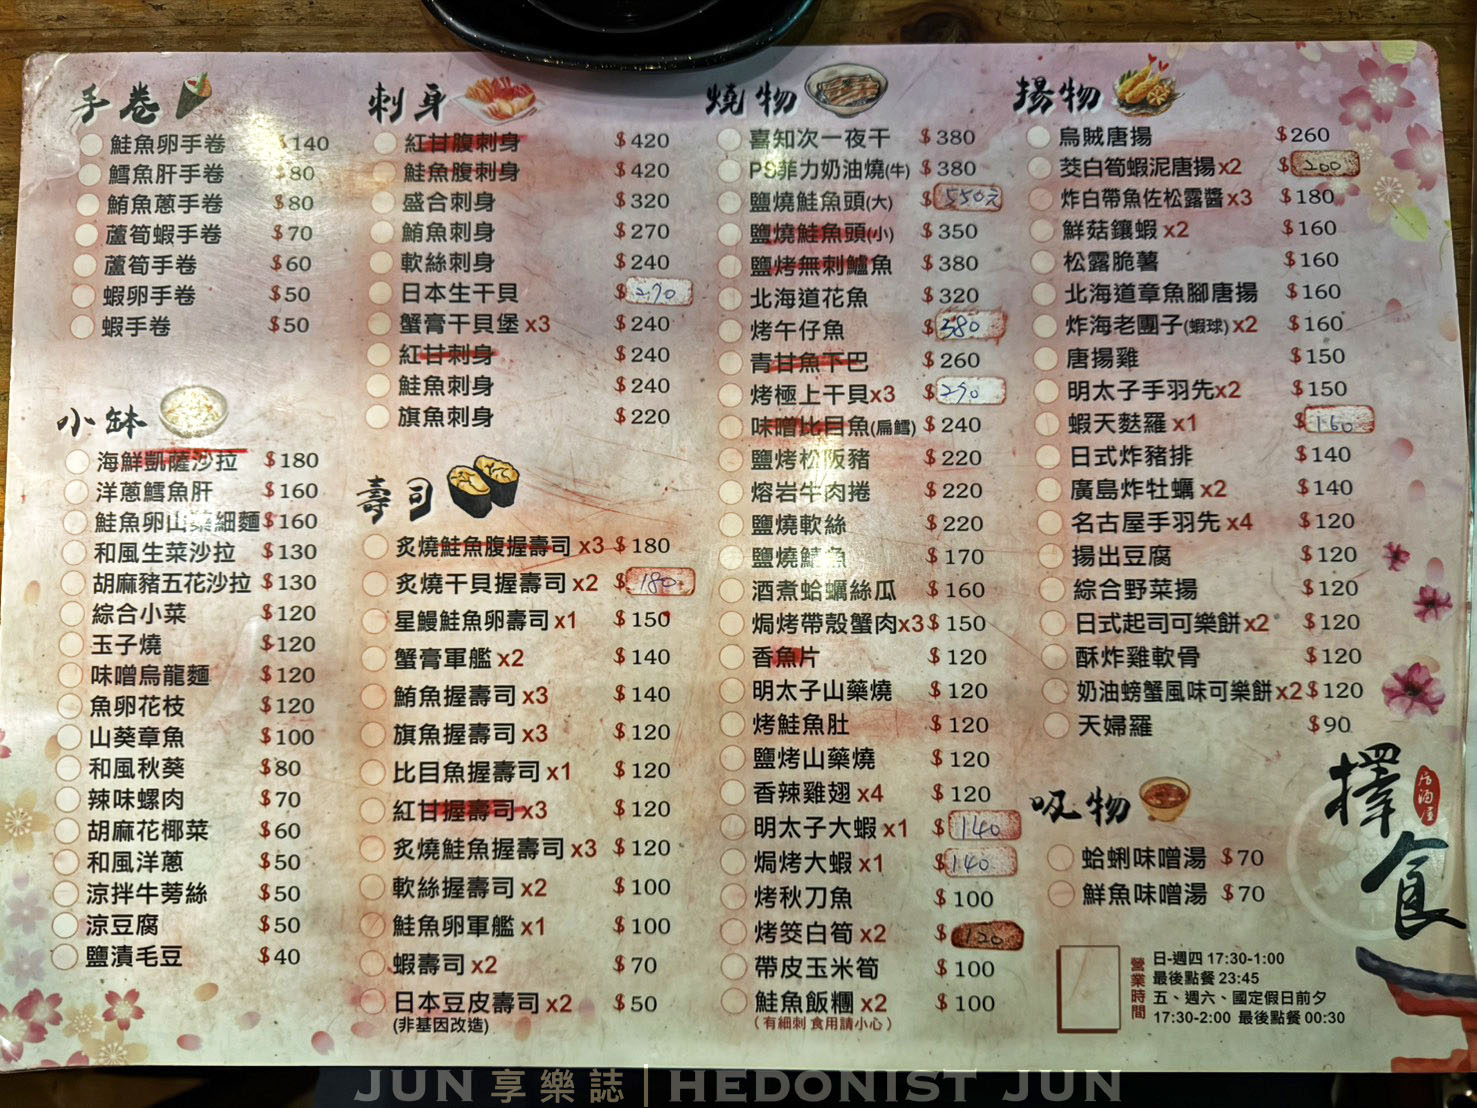 手卷
鮭魚卵手卷 $140
鱈魚肝手卷 $80
鮪魚蔥手卷 $80
蘆筍蝦手卷 $70
蘆筍手卷 $60
蝦卵手卷 $50
蝦手卷 $50
小缽
海鮮凱薩沙拉 $180
洋蔥鱈魚肝 $160
鮭魚卵山藥細麵 $160
和風生菜沙拉 $130
胡麻豬五花沙拉 $130
綜合小菜 $120
玉子燒 $120
味噌烏龍麵 $120
魚卵花枝 $120
山葵章魚 $100
和風秋葵 $80
辣味螺肉 $70
胡麻花椰菜 $60
和風洋蔥 $50
涼拌牛蒡絲 $50
涼豆腐 $50
鹽漬毛豆 $40
刺身
紅甘腹刺身 $420
鮭魚腹刺身 $420
盛合刺身 $320
鮪魚刺身 $270
軟絲刺身 $240
日本生干貝 $270
蟹膏干貝堡 x3 $240
紅甘刺身 $240
鮭魚刺身 $240
旗魚刺身 $220
壽司
炙燒鮭魚腹握壽司 x3 $180
炙燒干貝握壽司 x2 $180
星鰻鮭魚卵壽司 x1 $150
蟹膏軍艦 x2 $140
鮪魚握壽司 x3 $140
旗魚握壽司 x3 $120
比目魚握壽司 x1 $120
紅甘握壽司 x3 $120
炙燒鮭魚握壽司 x3 $120
軟絲握壽司 x2 $100
鮭魚卵軍艦 x1 $100
蝦壽司 x2 $70
日本豆皮壽司 x2 $50
(非基因改造)
燒物
喜知次一夜干 $380
PS菲力奶油燒(牛) $380
鹽燒鮭魚頭(大) $550元
鹽燒鮭魚頭(小) $350
鹽烤無刺鱸魚 $380
北海道花魚 $320
烤午仔魚 $380
青甘魚下巴 $260
烤極上干貝x3 $290
味噌比目魚(扁鱈) $240
鹽烤松阪豬 $220
熔岩牛肉捲 $220
鹽燒軟絲 $220
鹽燒鯖魚 $170
酒煮蛤蠣絲瓜 $160
焗烤帶殼蟹肉x3 $150
香魚片 $120
明太子山藥燒 $120
烤鮭魚肚 $120
鹽烤山藥燒 $120
香辣雞翅 x4 $120
明太子大蝦 x1 $140
焗烤大蝦 x1 $140
烤秋刀魚 $100
烤筊白筍 x2 $120
帶皮玉米筍 $100
鮭魚飯糰 x2 $100
(有細刺 食用請小心)
揚物
烏賊唐揚 $260
茭白筍蝦泥唐揚x2 $200
炸白帶魚佐松露醬 x3 $180
鮮菇鑲蝦 x2 $160
松露脆薯 $160
北海道章魚腳唐揚 $160
炸海老團子(蝦球) x2 $160
唐揚雞 $150
明太子手羽先x2 $150
蝦天麩羅 x1 $160
日式炸豬排 $140
廣島炸牡蠣 x2 $140
名古屋手羽先 x4 $120
揚出豆腐 $120
綜合野菜揚 $120
日式起司可樂餅 x2 $120
酥炸雞軟骨 $120
奶油螃蟹風味可樂餅 x2 $120
天婦羅 $90
吸物
蛤蜊味噌湯 $70
鮮魚味噌湯 $70
擇食
居酒屋
營業時間
日-週四 17:30-1:00
最後點餐 23:45
五、週六、國定假日前夕
17:30-2:00 最後點餐 00:30
JUN 享樂誌 | HEDONIST JUN